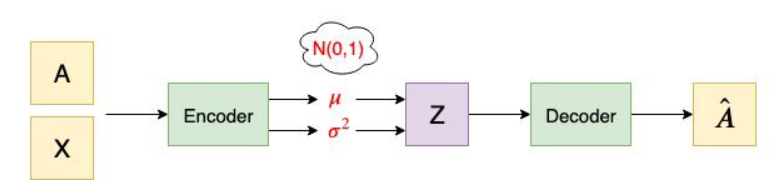 A
X
Encoder
N(0,1)
μ
σ²
Z
Decoder
Â